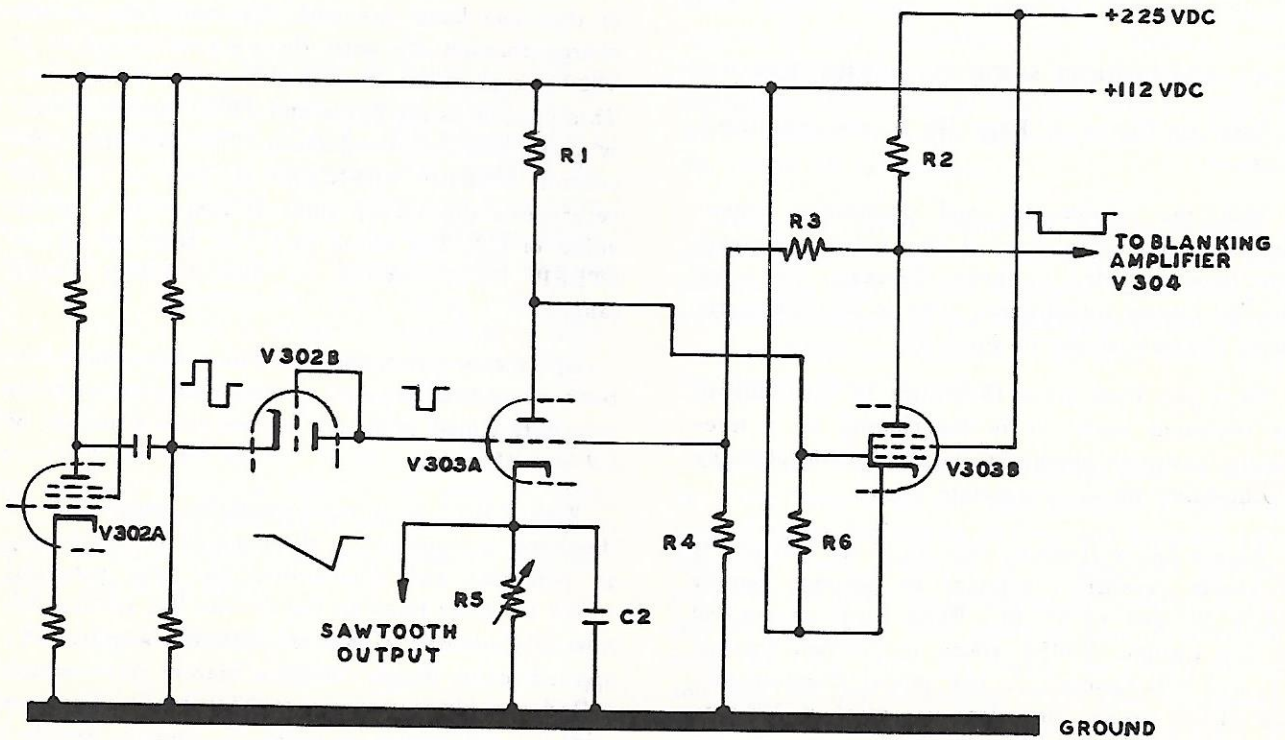 +225 VDC
+112 VDC
R1
R2
R3
TO BLANKING
AMPLIFIER
V304
V302B
V303A
V303B
V302A
R4
R6
R5
C2
SAWTOOTH
OUTPUT
GROUND